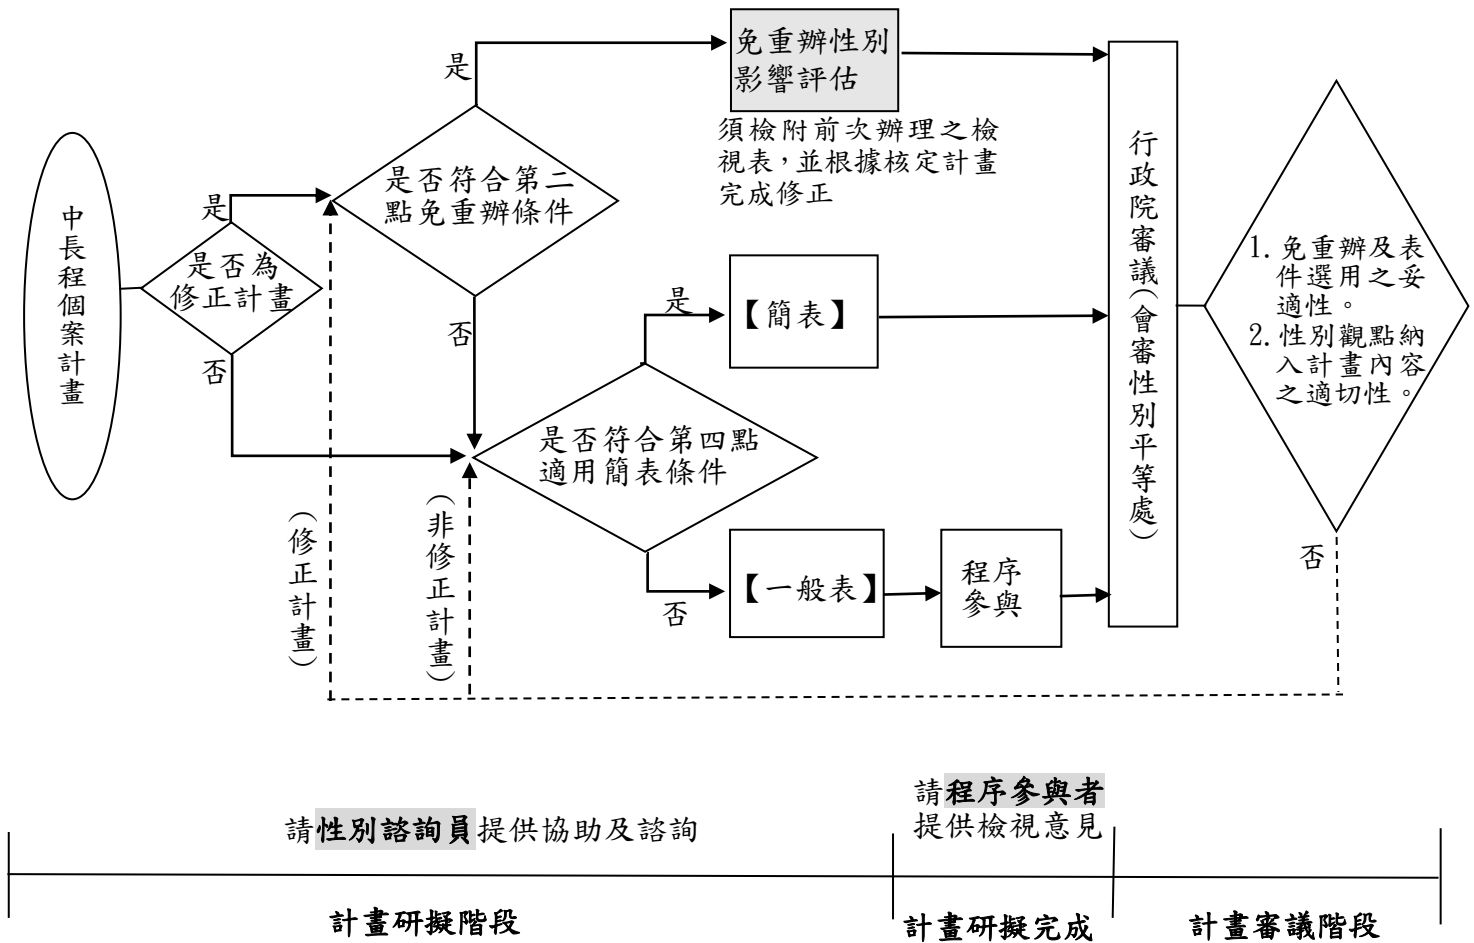 中長程個案計畫
是否為
修正計畫
是
否
是否符合第二
點免重辦條件
是
否
免重辦性別
影響評估
須檢附前次辦理之檢
視表，並根據核定計畫
完成修正
是否符合第四點
適用簡表條件
是
否
【簡表】
【一般表】
程序
參與
行政院審議(會審性別平等處)
1. 免重辦及表
件選用之妥
適性。
2. 性別觀點納
入計畫內容
之適切性。
否
(修正計畫)
(非修正計畫)
請性別諮詢員提供協助及諮詢
請程序參與者
提供檢視意見
計畫研擬階段
計畫研擬完成
計畫審議階段